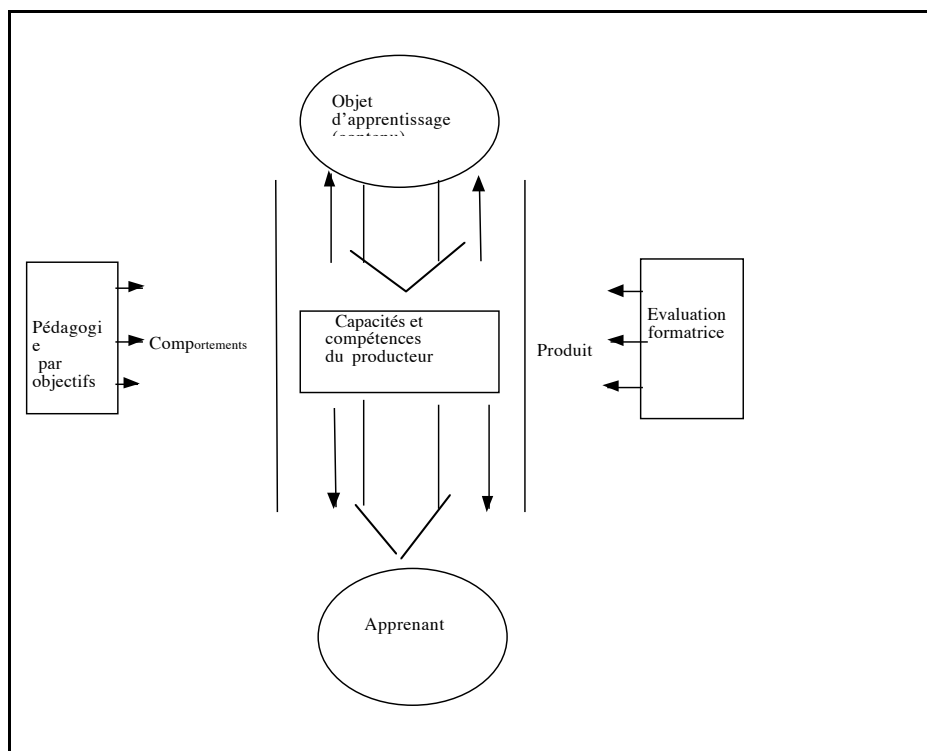 Objet
d’apprentissage
Pédagogi
e
par
objectifs
Comportements
Capacités et
compétences
du producteur
Produit
Evaluation
formatrice
Apprenant